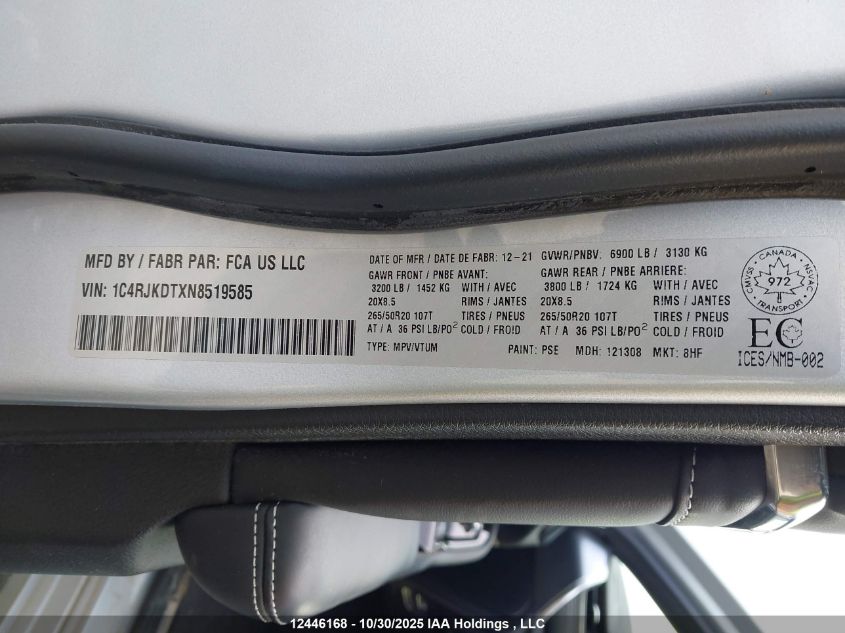 MFD BY / FABR PAR: FCA US LLC
VIN: 1C4RJKDTXN8519585
DATE OF MFR / DATE DE FABR: 12-21 GVWR/PNBV: 6900 LB / 3130 KG
GAWR FRONT / PNBE AVANT: GAWR REAR / PNBE ARRIERE:
3200 LB / 1452 KG WITH / AVEC 3800 LB / 1724 KG WITH / AVEC
20X8.5 RIMS / JANTES 20X8.5 RIMS / JANTES
265/50R20 107T TIRES / PNEUS 265/50R20 107T TIRES / PNEUS
AT / A 36 PSI LB/PO² COLD / FROID AT / A 36 PSI LB/PO² COLD / FROID
TYPE: MPV/VTUM PAINT: PSE MDH: 121308 MKT: 8HF
CANADA
CMVSS 972 NSVAC
TRANSPORT
EC
ICES/NMB-002
12446168 - 10/30/2025 IAA Holdings , LLC